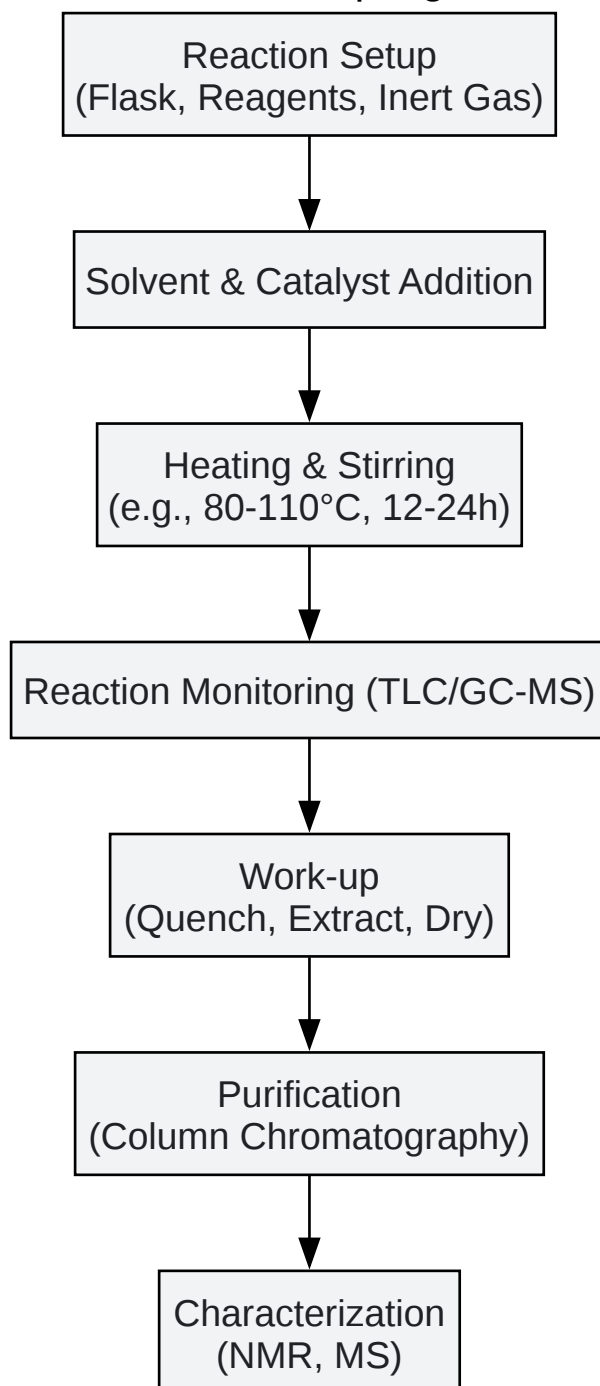 Reaction Setup
(Flask, Reagents, Inert Gas)
Solvent & Catalyst Addition
Heating & Stirring
(e.g., 80-110°C, 12-24h)
Reaction Monitoring (TLC/GC-MS)
Work-up
(Quench, Extract, Dry)
Purification
(Column Chromatography)
Characterization
(NMR, MS)